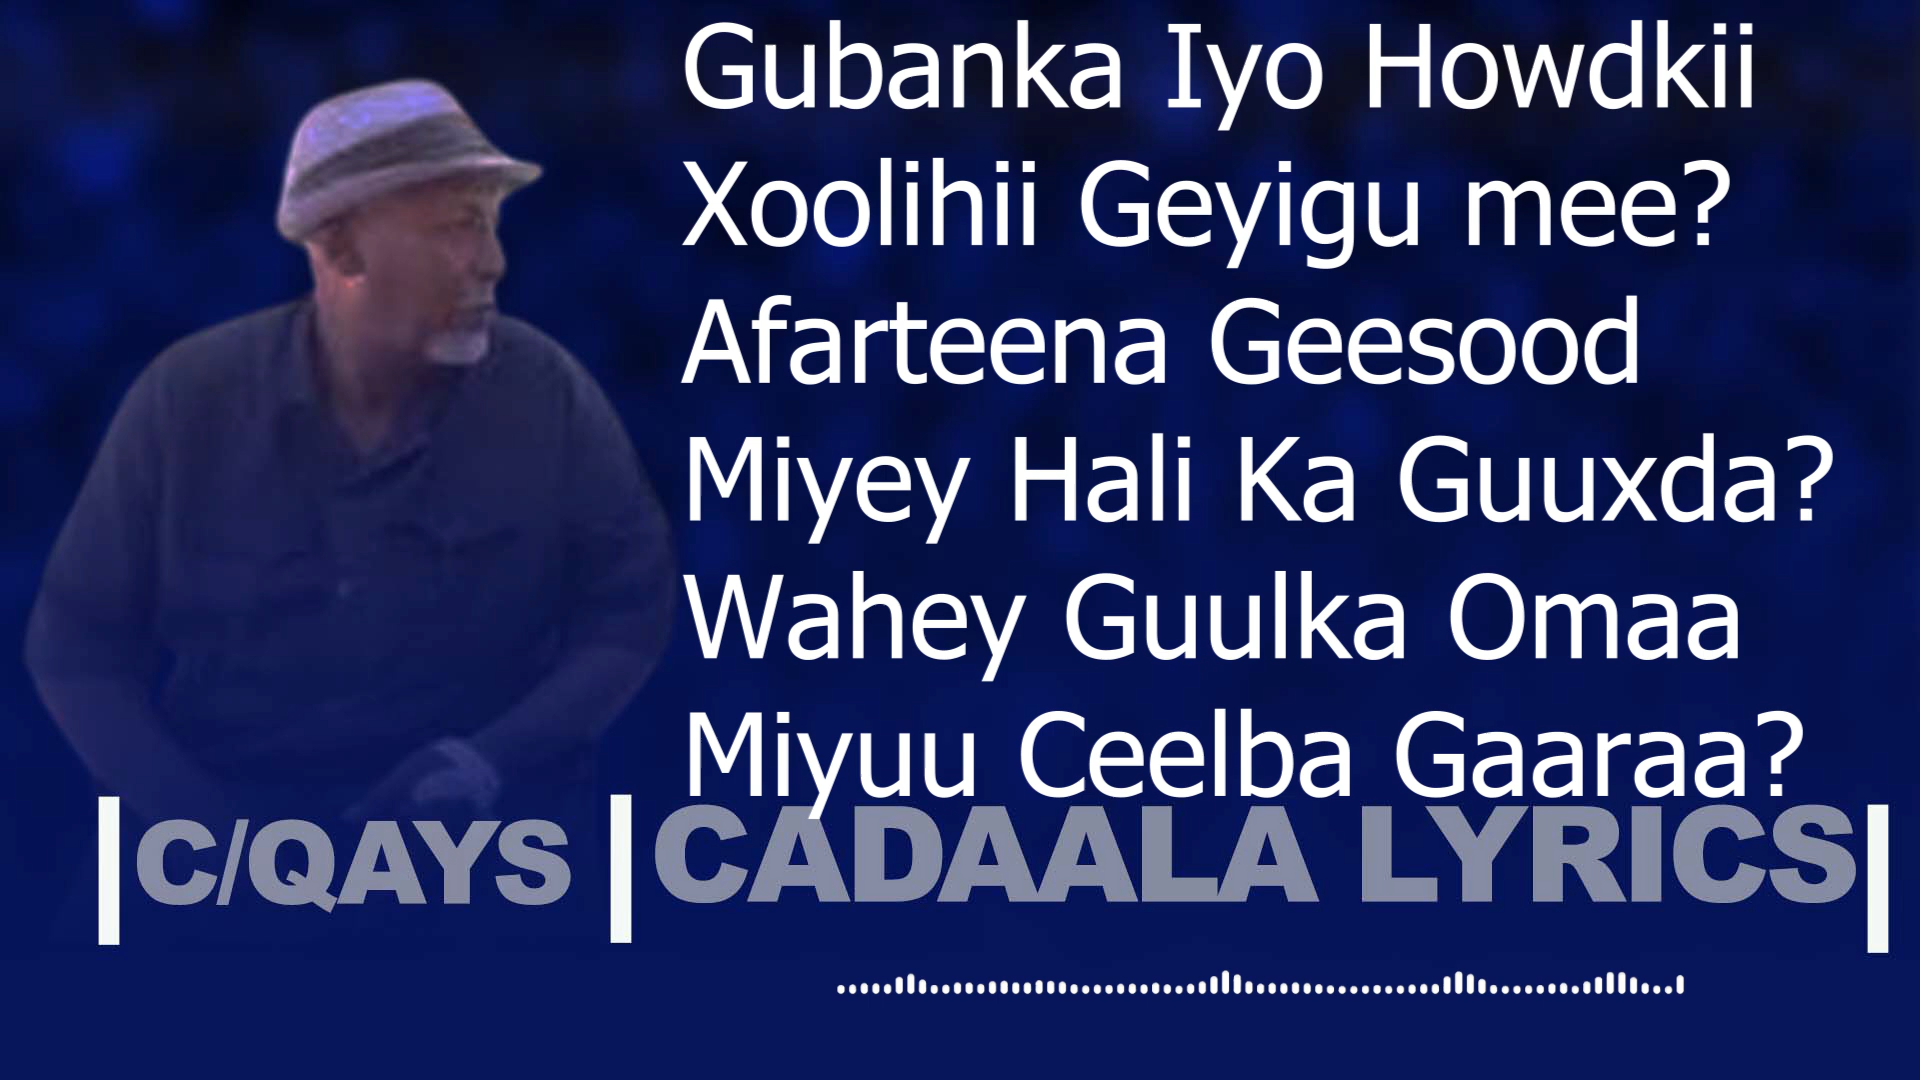 Gubanka Iyo Howdkii
Xoolihii Geyigu mee?
Afarteena Geesood
Miyey Hali Ka Guuxda?
Wahey Guulka Omaa
Miyuu Ceelba Gaaraa?
|C/QAYS |CADAALA LYRICS|